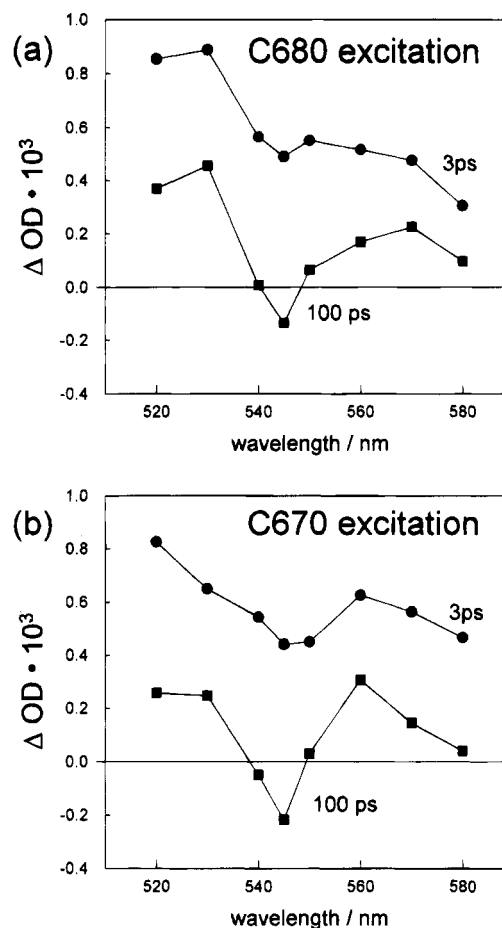 (a)
C680 excitation
Δ OD • 10³
1.0
0.8
0.6
0.4
0.2
0.0
-0.2
-0.4
3ps
100 ps
520
540
560
580
wavelength / nm
(b)
C670 excitation
Δ OD • 10³
1.0
0.8
0.6
0.4
0.2
0.0
-0.2
-0.4
3ps
100 ps
520
540
560
580
wavelength / nm